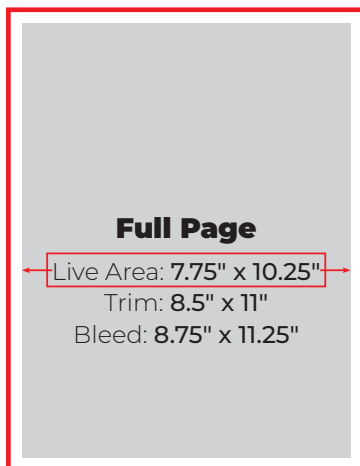 Full Page
Live Area: 7.75" x 10.25"
Trim: 8.5" x 11"
Bleed: 8.75" x 11.25"